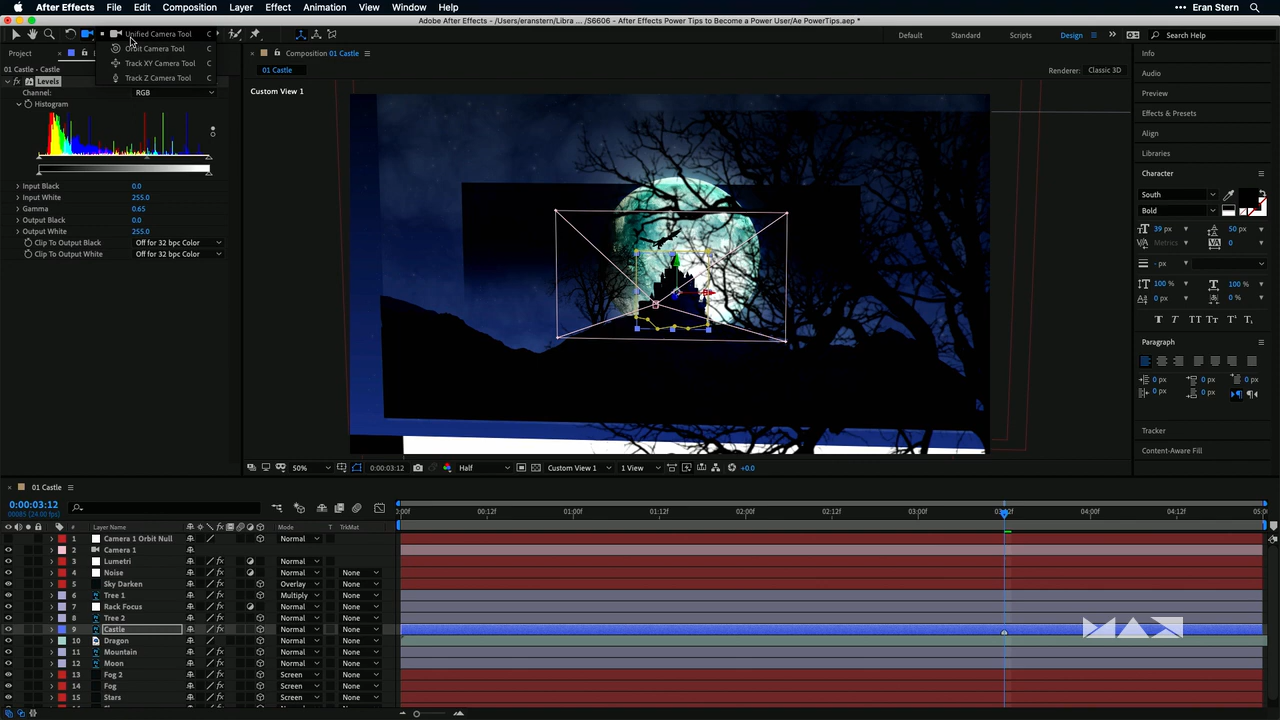 After Effects File Edit Composition Layer Effect Animation View Window Help Eran Stern
Adobe After Effects - /Users/eranstern/Libra ... /S6606 - After Effects Power Tips to Become a Power User/Ae PowerTips.aep *
Unified Camera Tool C
Orbit Camera Tool C
Track XY Camera Tool C
Track Z Camera Tool C
Default Standard Scripts Design Search Help
Project
Composition 01 Castle
01 Castle - Castle
01 Castle
Renderer: Classic 3D
fx Levels
Channel: RGB
Histogram
Input Black 0.0
Input White 255.0
Gamma 0.65
Output Black 0.0
Output White 255.0
Clip To Output Black Off for 32 bpc Color
Clip To Output White Off for 32 bpc Color
Custom View 1
Info
Audio
Preview
Effects & Presets
Align
Libraries
Character
South
Bold
39 px 50 px
Metrics 0
- px
100 % 100 %
0 px 0 %
T T TT Tt T¹ T₁
Paragraph
0 px 0 px 0 px
0 px 0 px
Tracker
Content-Aware Fill
50% 0:00:03:12 Half Custom View 1 1 View +0.0
01 Castle
0:00:03:12
00085 (24.00 fps)
:00f 00:12f 01:00f 01:12f 02:00f 02:12f 03:00f 03:12f 04:00f 04:12f 05:00f
# Layer Name Mode T TrkMat
1 Camera 1 Orbit Null Normal
2 Camera 1
3 Lumetri Normal None
4 Noise Normal None
5 Sky Darken Overlay None
6 Tree 1 Multiply None
7 Rack Focus Normal None
8 Tree 2 Normal None
9 Castle Normal None
10 Dragon Normal None
11 Mountain Normal None
12 Moon Normal None
13 Fog 2 Screen None
14 Fog Screen None
15 Stars Screen None
MAX